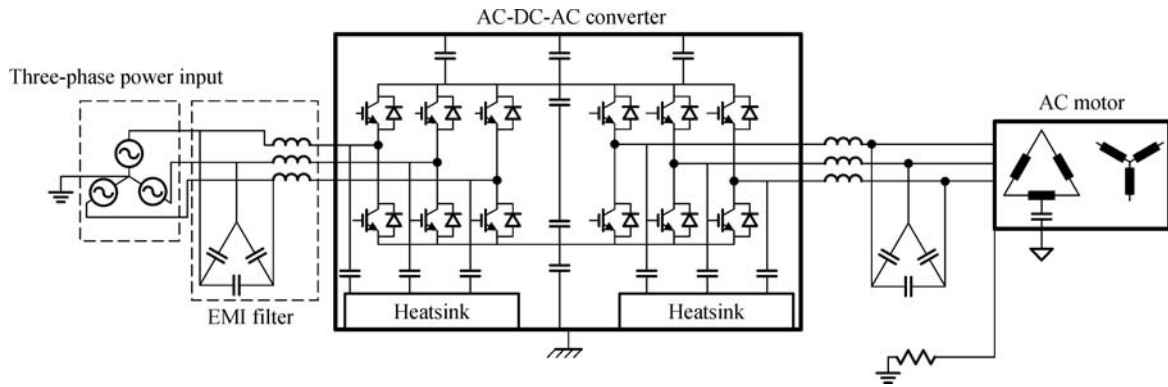 AC-DC-AC converter
Three-phase power input
AC motor
Heatsink
Heatsink
EMI filter